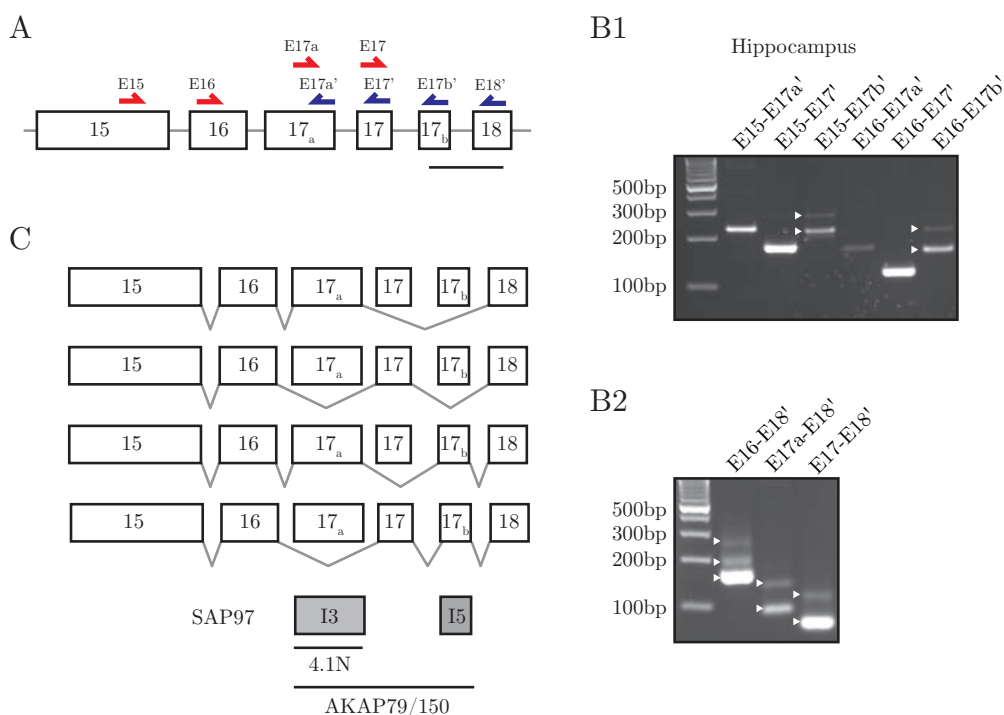 A
E17a E17
E15 E16 E17a’ E17’ E17b’ E18’
15 16 17a 17 17b 18
B1
Hippocampus
E15-E17a' E15-E17' E15-E17b' E16-E17a' E16-E17' E16-E17b'
500bp
300bp
200bp
100bp
C
15 16 17a 17 17b 18
15 16 17a 17 17b 18
15 16 17a 17 17b 18
15 16 17a 17 17b 18
SAP97 I3 I5
4.1N
AKAP79/150
B2
E16-E18' E17a-E18' E17-E18'
500bp
300bp
200bp
100bp